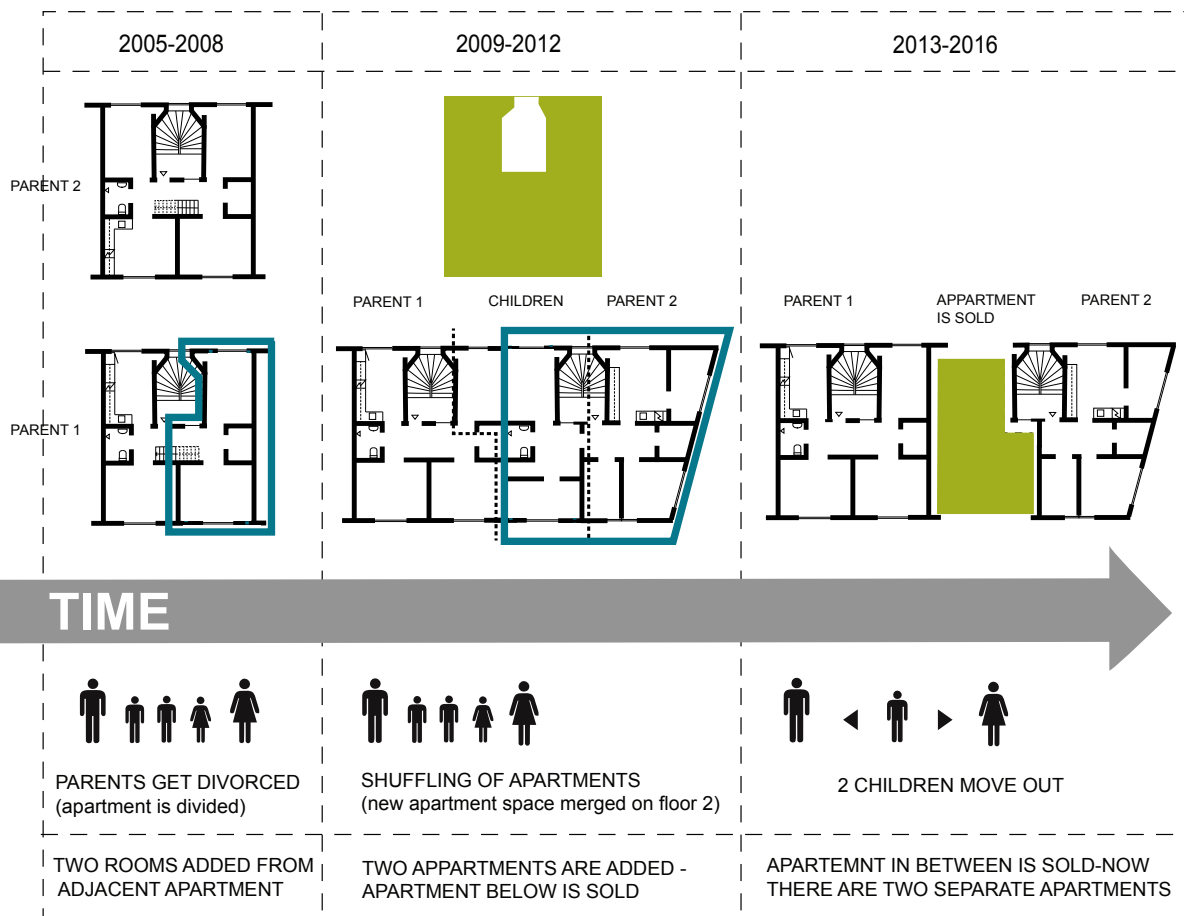 2005-2008
2009-2012
2013-2016
PARENT 2
PARENT 1
CHILDREN
PARENT 2
PARENT 1
APPARTMENT
IS SOLD
PARENT 2
PARENT 1
TIME
PARENTS GET DIVORCED
(apartment is divided)
SHUFFLING OF APARTMENTS
(new apartment space merged on floor 2)
2 CHILDREN MOVE OUT
TWO ROOMS ADDED FROM
ADJACENT APARTMENT
TWO APPARTMENTS ARE ADDED -
APARTMENT BELOW IS SOLD
APARTEMNT IN BETWEEN IS SOLD-NOW
THERE ARE TWO SEPARATE APARTMENTS